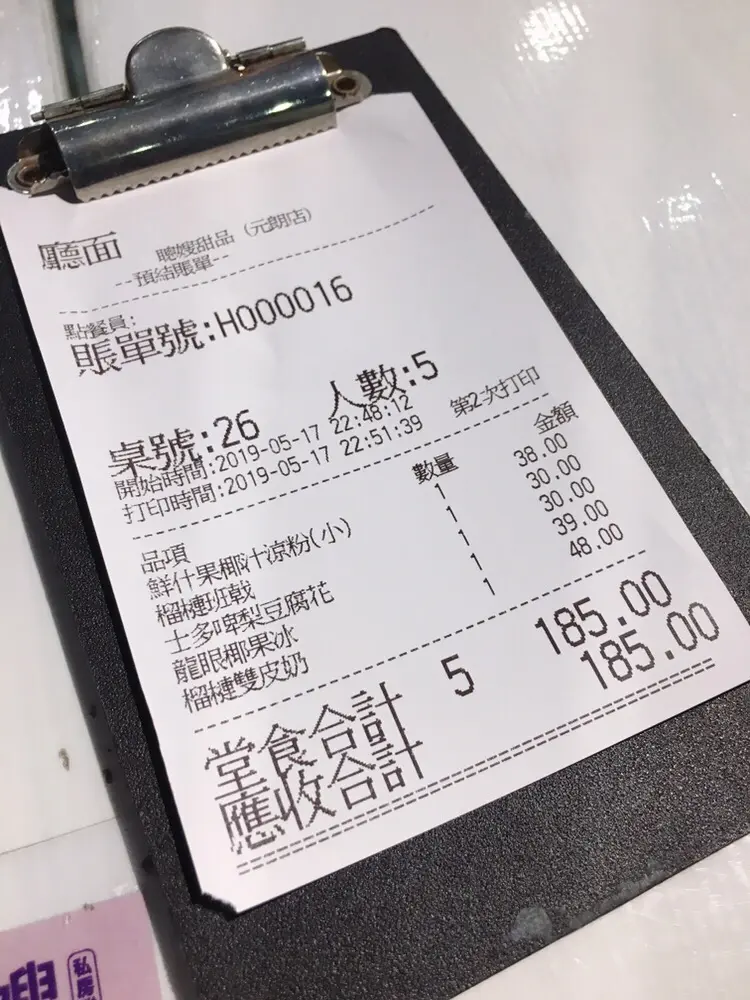 廳面 聰嫂甜品 (元朗店)
--預結賬單--
點餐員:
賬單號:H000016
桌號:26 人數:5
開始時間:2019-05-17 22:48:12
打印時間:2019-05-17 22:51:39 第2次打印
品項 數量 金額
鮮什果椰汁涼粉(小) 1 38.00
榴槤班戟 1 30.00
士多啤梨豆腐花 1 30.00
龍眼椰果冰 1 39.00
榴槤雙皮奶 1 48.00
堂食合計 5 185.00
應收合計 185.00
私房